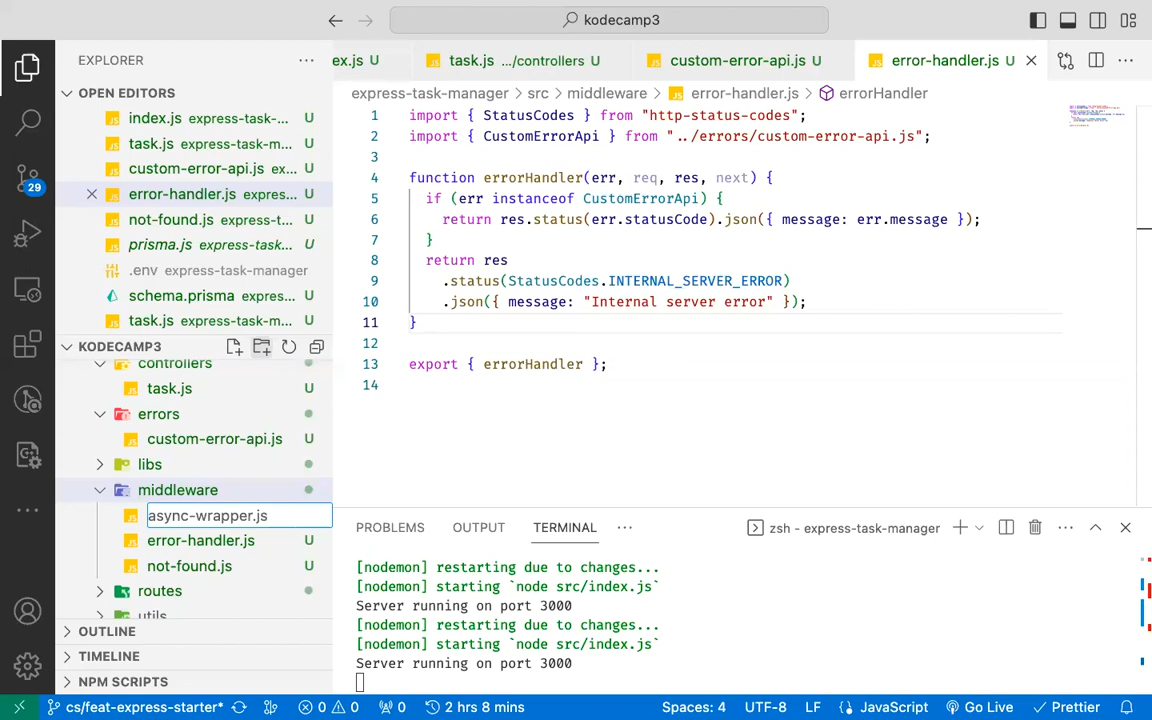 kodecamp3
EXPLORER
OPEN EDITORS
index.js express-task-... U
task.js express-task-m... U
custom-error-api.js ex... U
error-handler.js expres... U
not-found.js express-t... U
prisma.js express-task... U
.env express-task-manager
schema.prisma expres... U
task.js express-task-m... U
KODECAMP3
controllers
task.js U
errors
custom-error-api.js U
libs
middleware
async-wrapper.js
error-handler.js U
not-found.js U
routes
utils
OUTLINE
TIMELINE
NPM SCRIPTS
29
ex.js U task.js .../controllers U custom-error-api.js U error-handler.js U
express-task-manager > src > middleware > error-handler.js > errorHandler
1 import { StatusCodes } from "http-status-codes";
2 import { CustomErrorApi } from "../errors/custom-error-api.js";
3
4 function errorHandler(err, req, res, next) {
5 if (err instanceof CustomErrorApi) {
6 return res.status(err.statusCode).json({ message: err.message });
7 }
8 return res
9 .status(StatusCodes.INTERNAL_SERVER_ERROR)
10 .json({ message: "Internal server error" });
11 }
12
13 export { errorHandler };
14
PROBLEMS OUTPUT TERMINAL zsh - express-task-manager
[nodemon] restarting due to changes...
[nodemon] starting `node src/index.js`
Server running on port 3000
[nodemon] restarting due to changes...
[nodemon] starting `node src/index.js`
Server running on port 3000
cs/feat-express-starter* 0 0 0 2 hrs 8 mins Spaces: 4 UTF-8 LF JavaScript Go Live Prettier